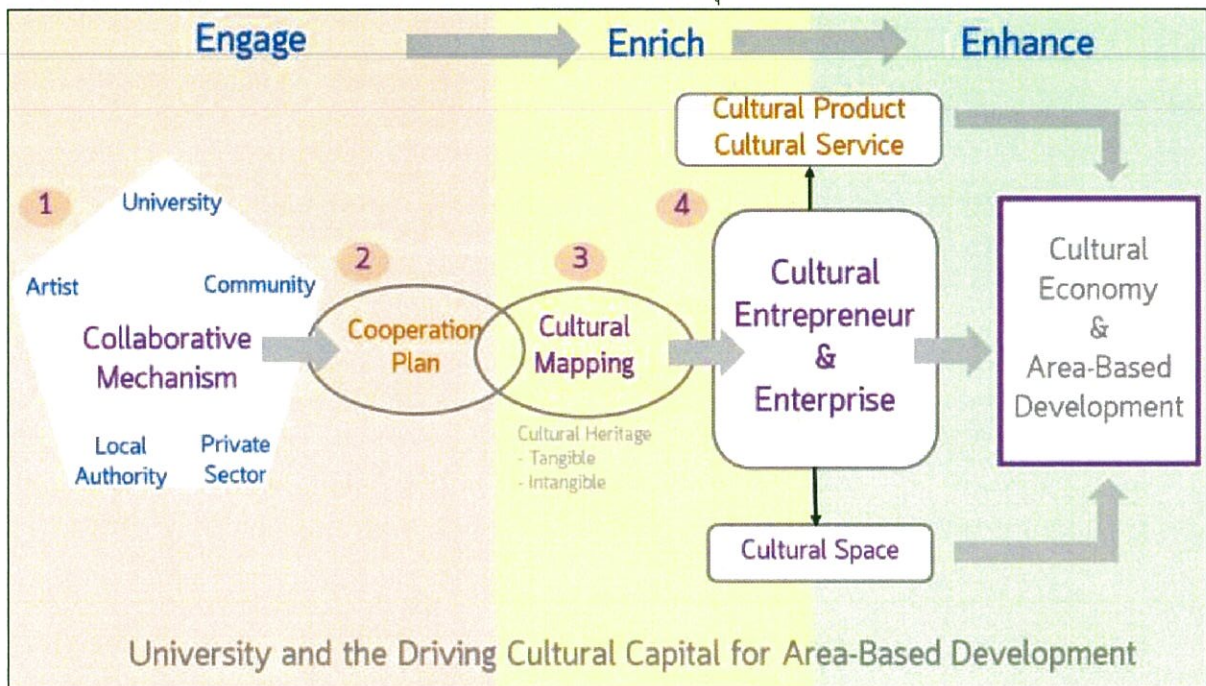 Engage
Enrich
Enhance
Cultural Product
Cultural Service
1
University
Artist
Community
Collaborative
Mechanism
Local
Authority
Private
Sector
2
Cooperation
Plan
3
Cultural
Mapping
Cultural Heritage
- Tangible
- Intangible
4
Cultural
Entrepreneur
&
Enterprise
Cultural Space
Cultural
Economy
&
Area-Based
Development
University and the Driving Cultural Capital for Area-Based Development